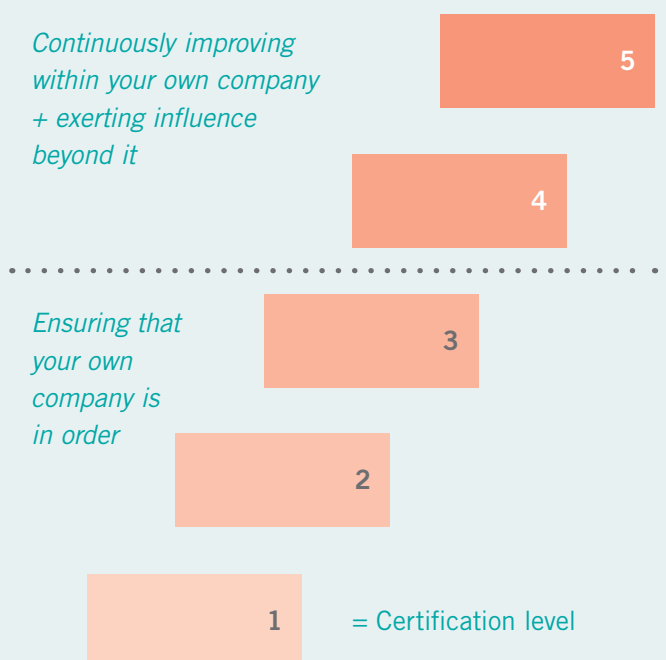 Continuously improving
within your own company
+ exerting influence
beyond it
5
4
Ensuring that
your own
company is
in order
3
2
1
= Certification level